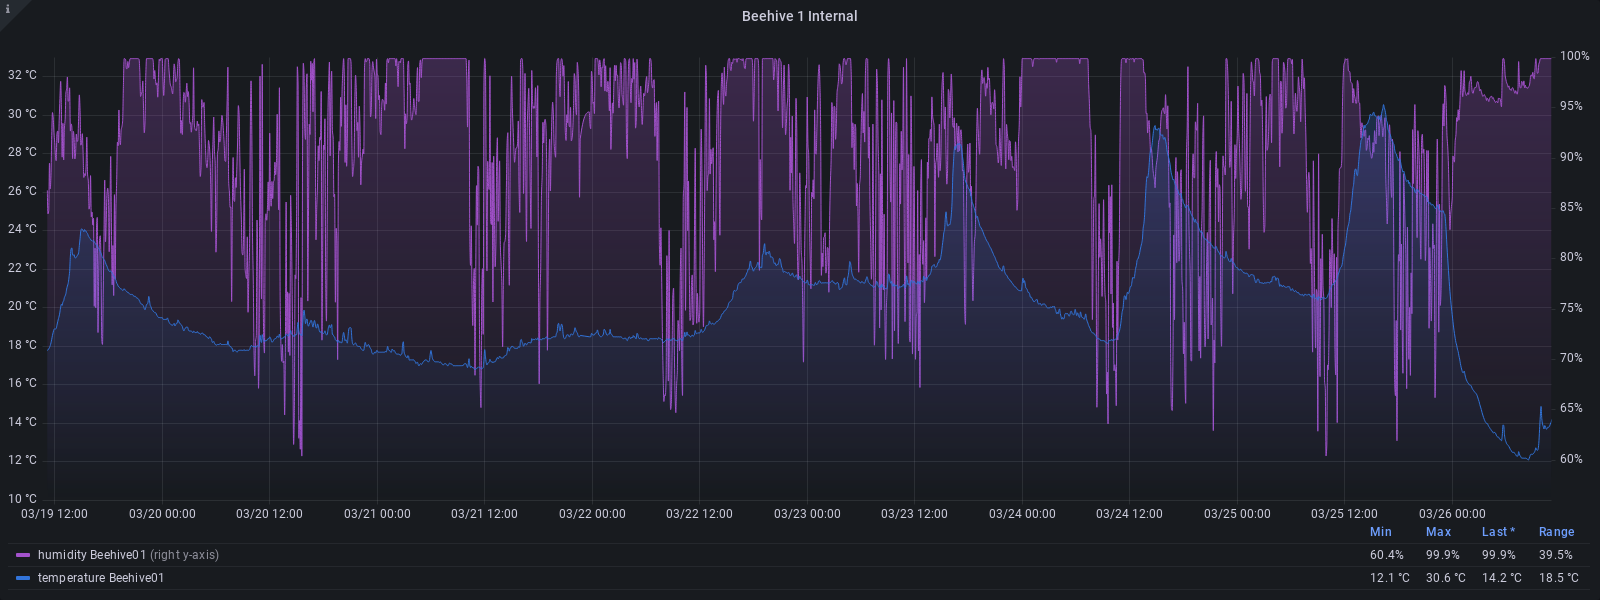 i
Beehive 1 Internal
32 °C
30 °C
28 °C
26 °C
24 °C
22 °C
20 °C
18 °C
16 °C
14 °C
12 °C
10 °C
100%
95%
90%
85%
80%
75%
70%
65%
60%
03/19 12:00 03/20 00:00 03/20 12:00 03/21 00:00 03/21 12:00 03/22 00:00 03/22 12:00 03/23 00:00 03/23 12:00 03/24 00:00 03/24 12:00 03/25 00:00 03/25 12:00 03/26 00:00
Min Max Last * Range
humidity Beehive01 (right y-axis) 60.4% 99.9% 99.9% 39.5%
temperature Beehive01 12.1 °C 30.6 °C 14.2 °C 18.5 °C